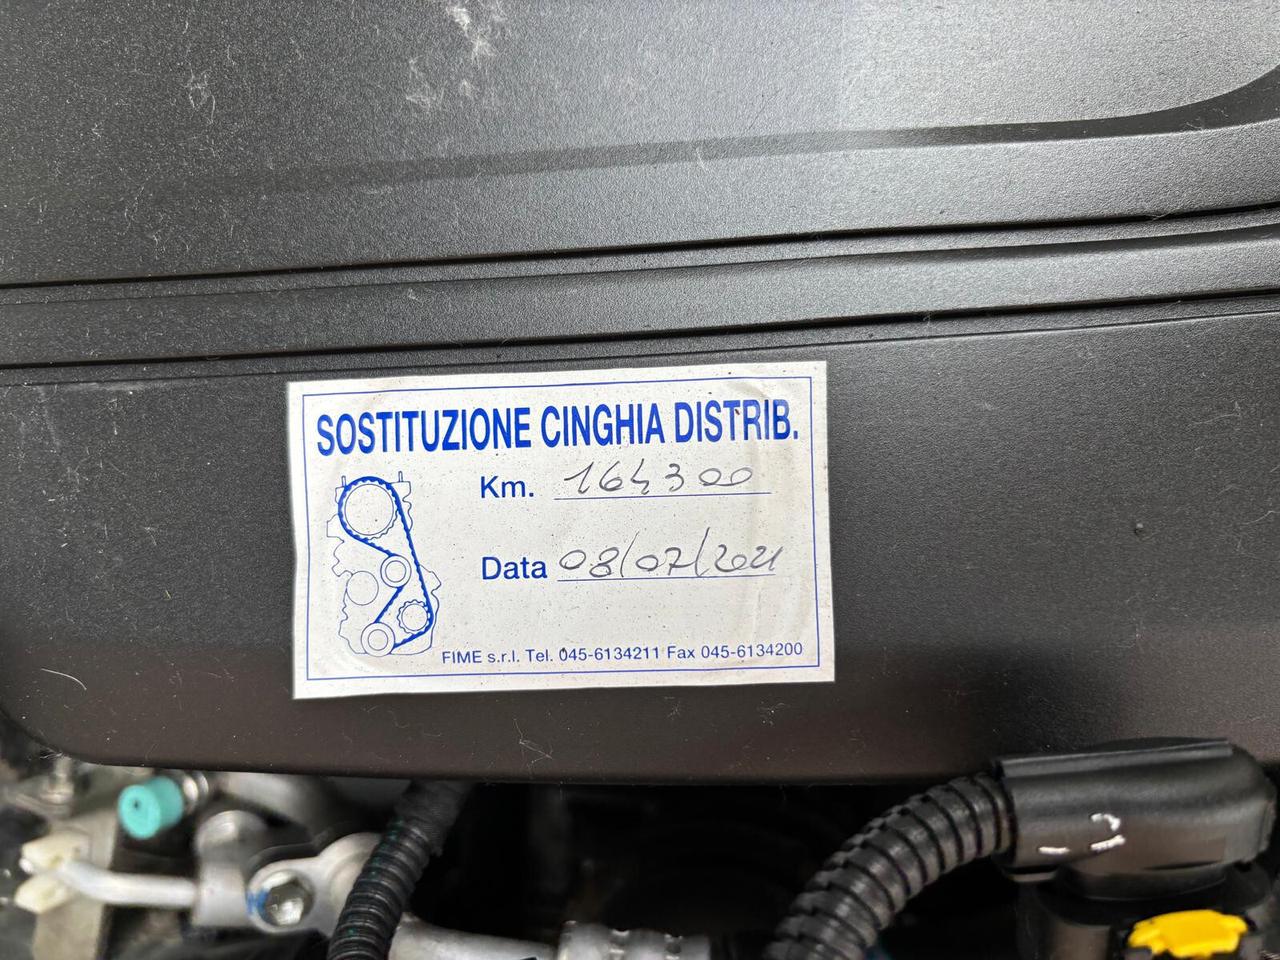 SOSTITUZIONE CINGHIA DISTRIB.
Km. 164300
Data 08/07/2021
FIME s.r.l. Tel. 045-6134211 Fax 045-6134200